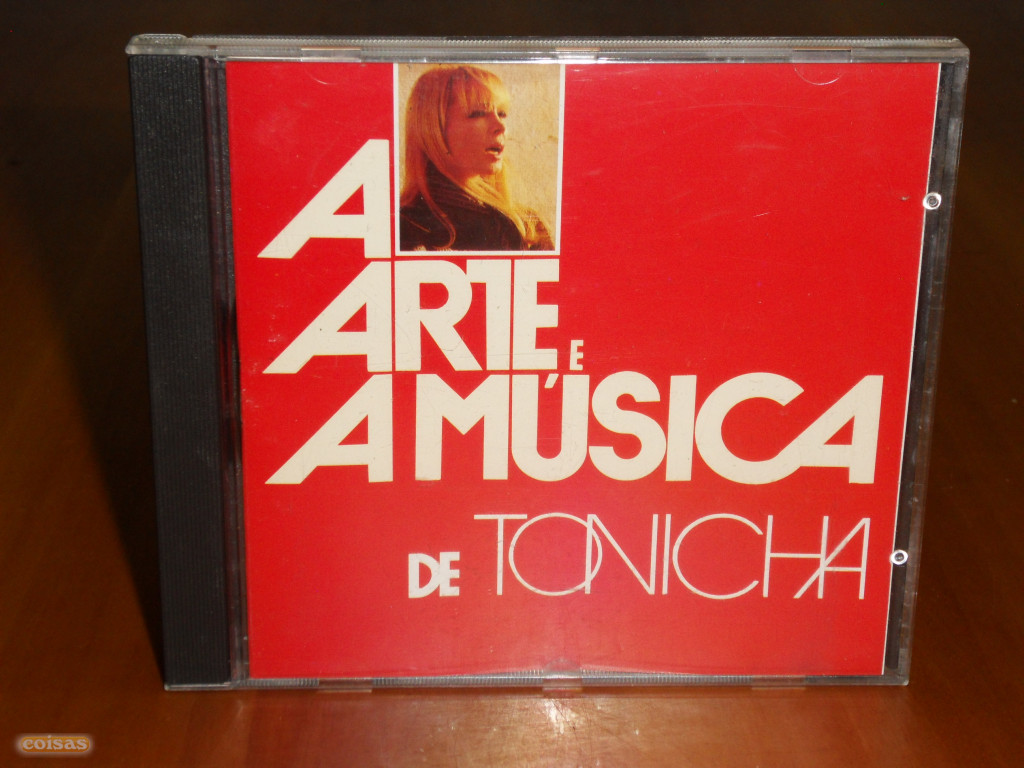 A
ARTE E
A MÚSICA
DE TONICHA
coisas